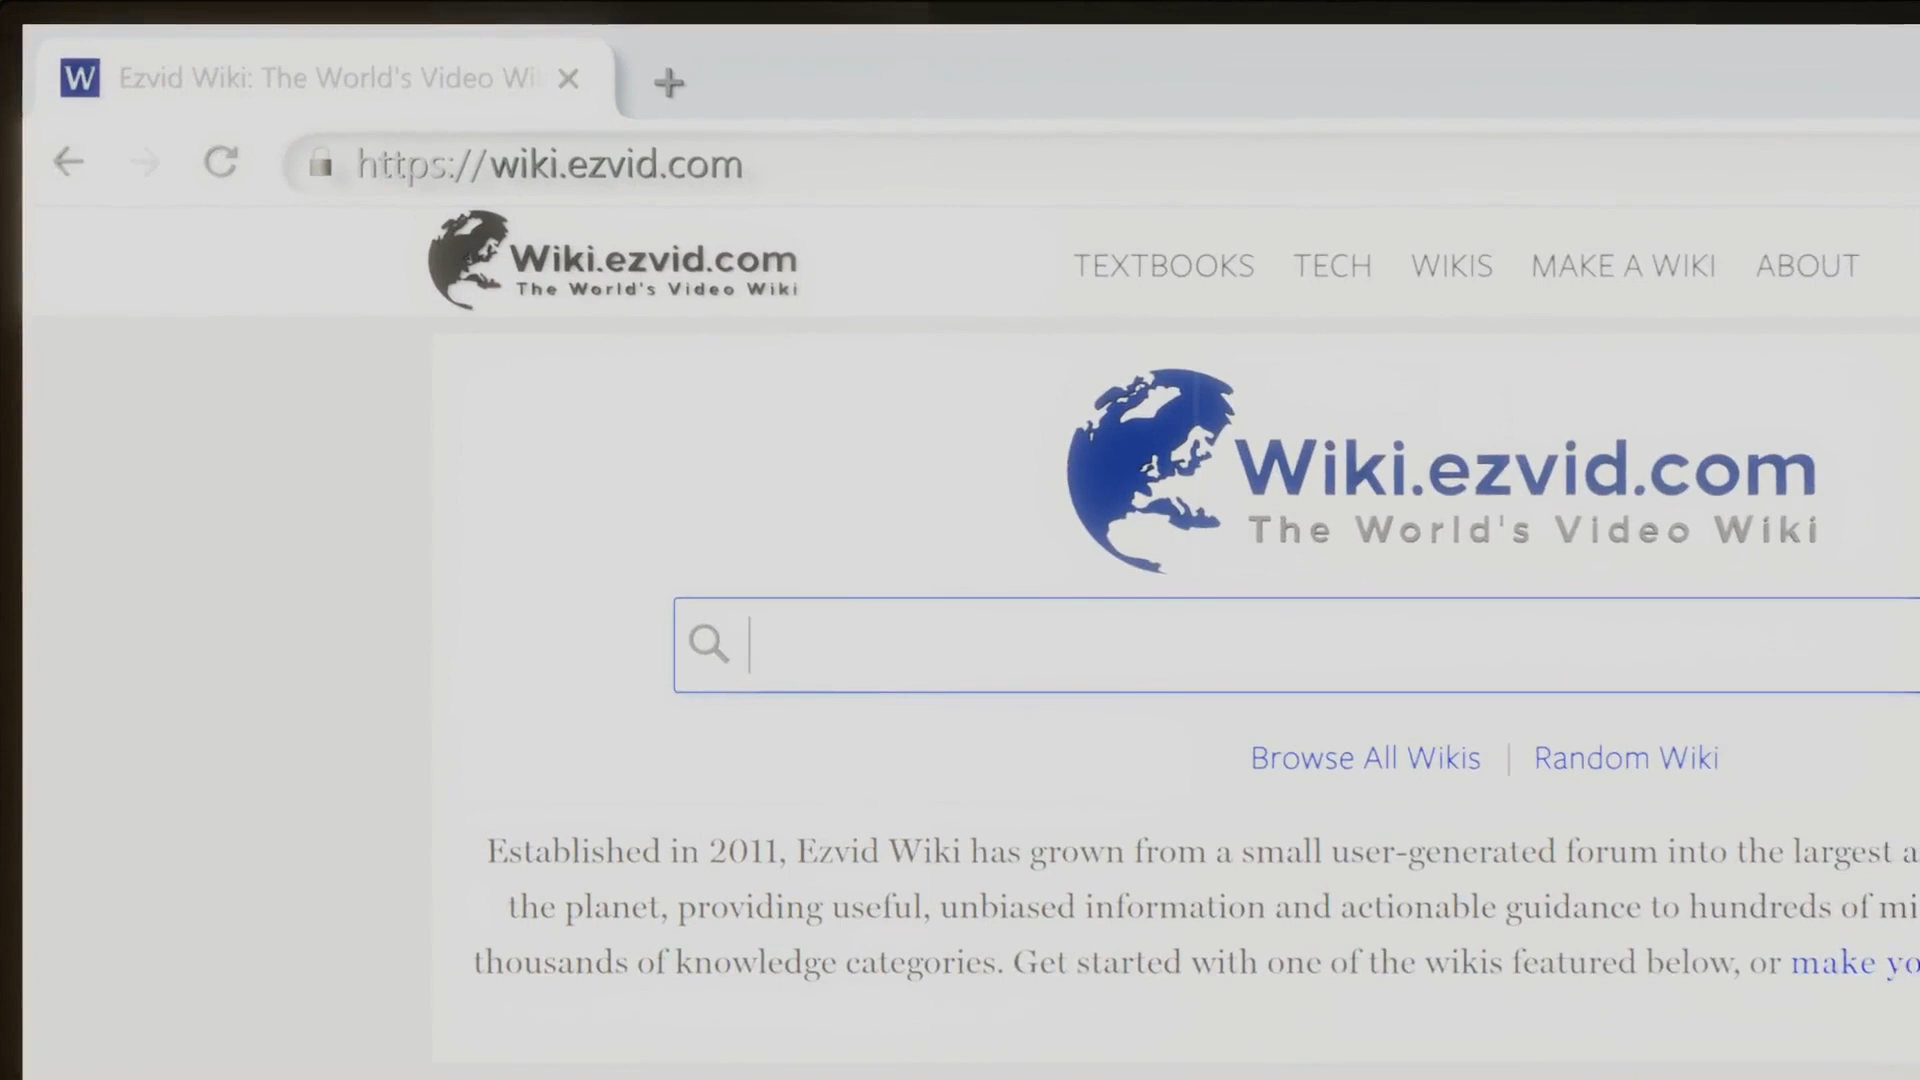 W Ezvid Wiki: The World's Video Wi
https://wiki.ezvid.com
Wiki.ezvid.com
The World's Video Wiki
TEXTBOOKS TECH WIKIS MAKE A WIKI ABOUT
Wiki.ezvid.com
The World's Video Wiki
Browse All Wikis | Random Wiki
Established in 2011, Ezvid Wiki has grown from a small user-generated forum into the largest a
the planet, providing useful, unbiased information and actionable guidance to hundreds of mi
thousands of knowledge categories. Get started with one of the wikis featured below, or make yo